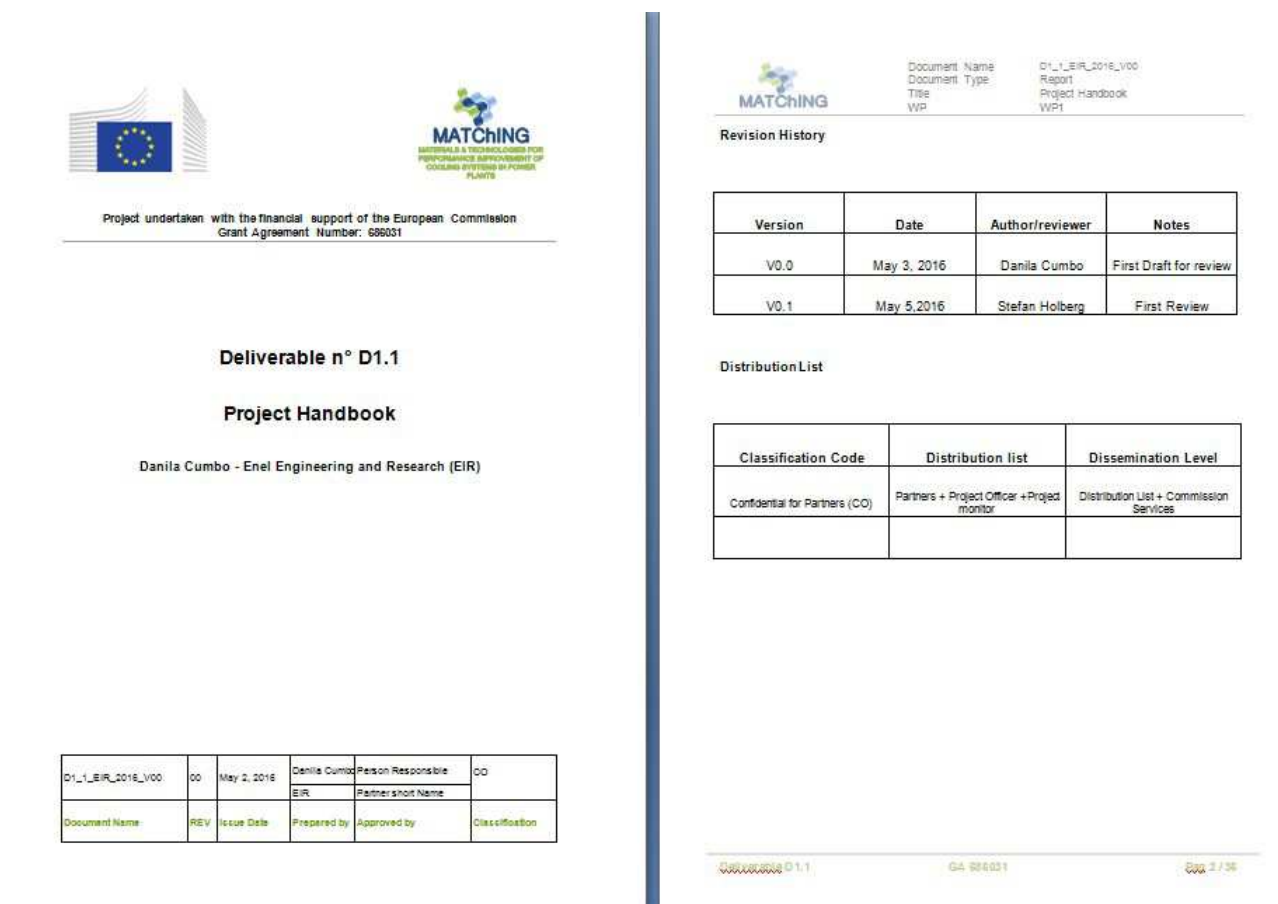 MATChING
MATERIALS & TECHNOLOGIES FOR
PERFORMANCE IMPROVEMENT OF
COOLING SYSTEMS IN POWER
PLANTS
Project undertaken with the financial support of the European Commission
Grant Agreement Number: 686031
Deliverable n° D1.1
Project Handbook
Danila Cumbo - Enel Engineering and Research (EIR)
D1_1_EIR_2016_V00 00 May 2, 2016 Danila Cumbo Person Responsible CO
EIR Partner short Name
Document Name REV Issue Date Prepared by Approved by Classification
MATChING
Document Name D1_1_EIR_2016_V00
Document Type Report
Title Project Handbook
WP WP1
Revision History
Version Date Author/reviewer Notes
V0.0 May 3, 2016 Danila Cumbo First Draft for review
V0.1 May 5,2016 Stefan Holberg First Review
Distribution List
Classification Code Distribution list Dissemination Level
Confidential for Partners (CO) Partners + Project Officer +Project monitor Distribution List + Commission Services
Deliverable D1.1 GA 686031 Pag. 2 / 36